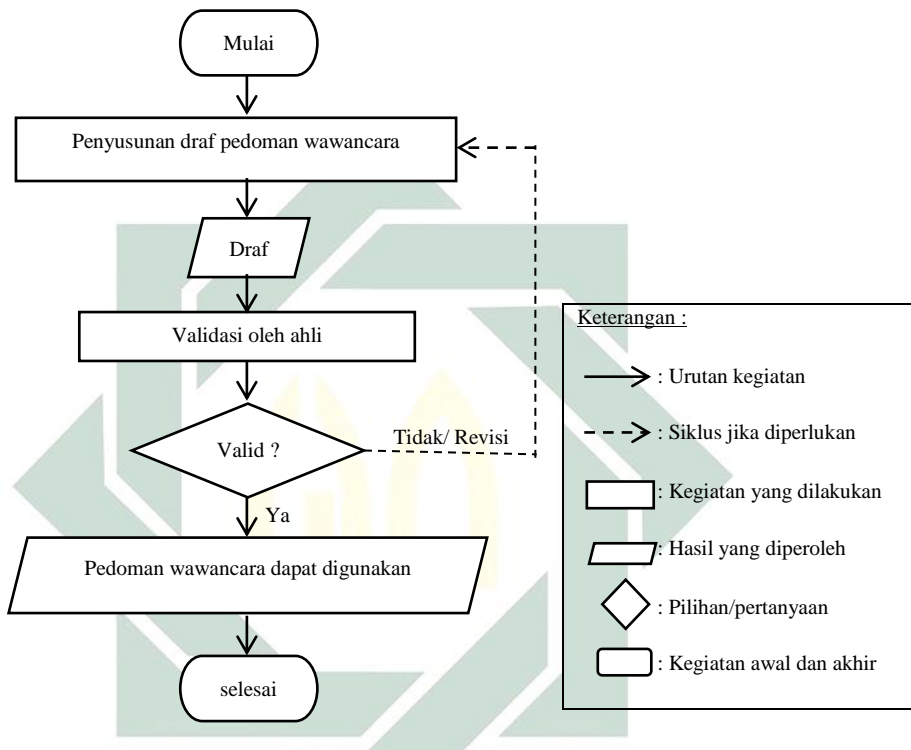 Mulai
Penyusunan draf pedoman wawancara
Draf
Validasi oleh ahli
Valid ?
Tidak/ Revisi
Ya
Pedoman wawancara dapat digunakan
selesai
Keterangan :
: Urutan kegiatan
: Siklus jika diperlukan
: Kegiatan yang dilakukan
: Hasil yang diperoleh
: Pilihan/pertanyaan
: Kegiatan awal dan akhir